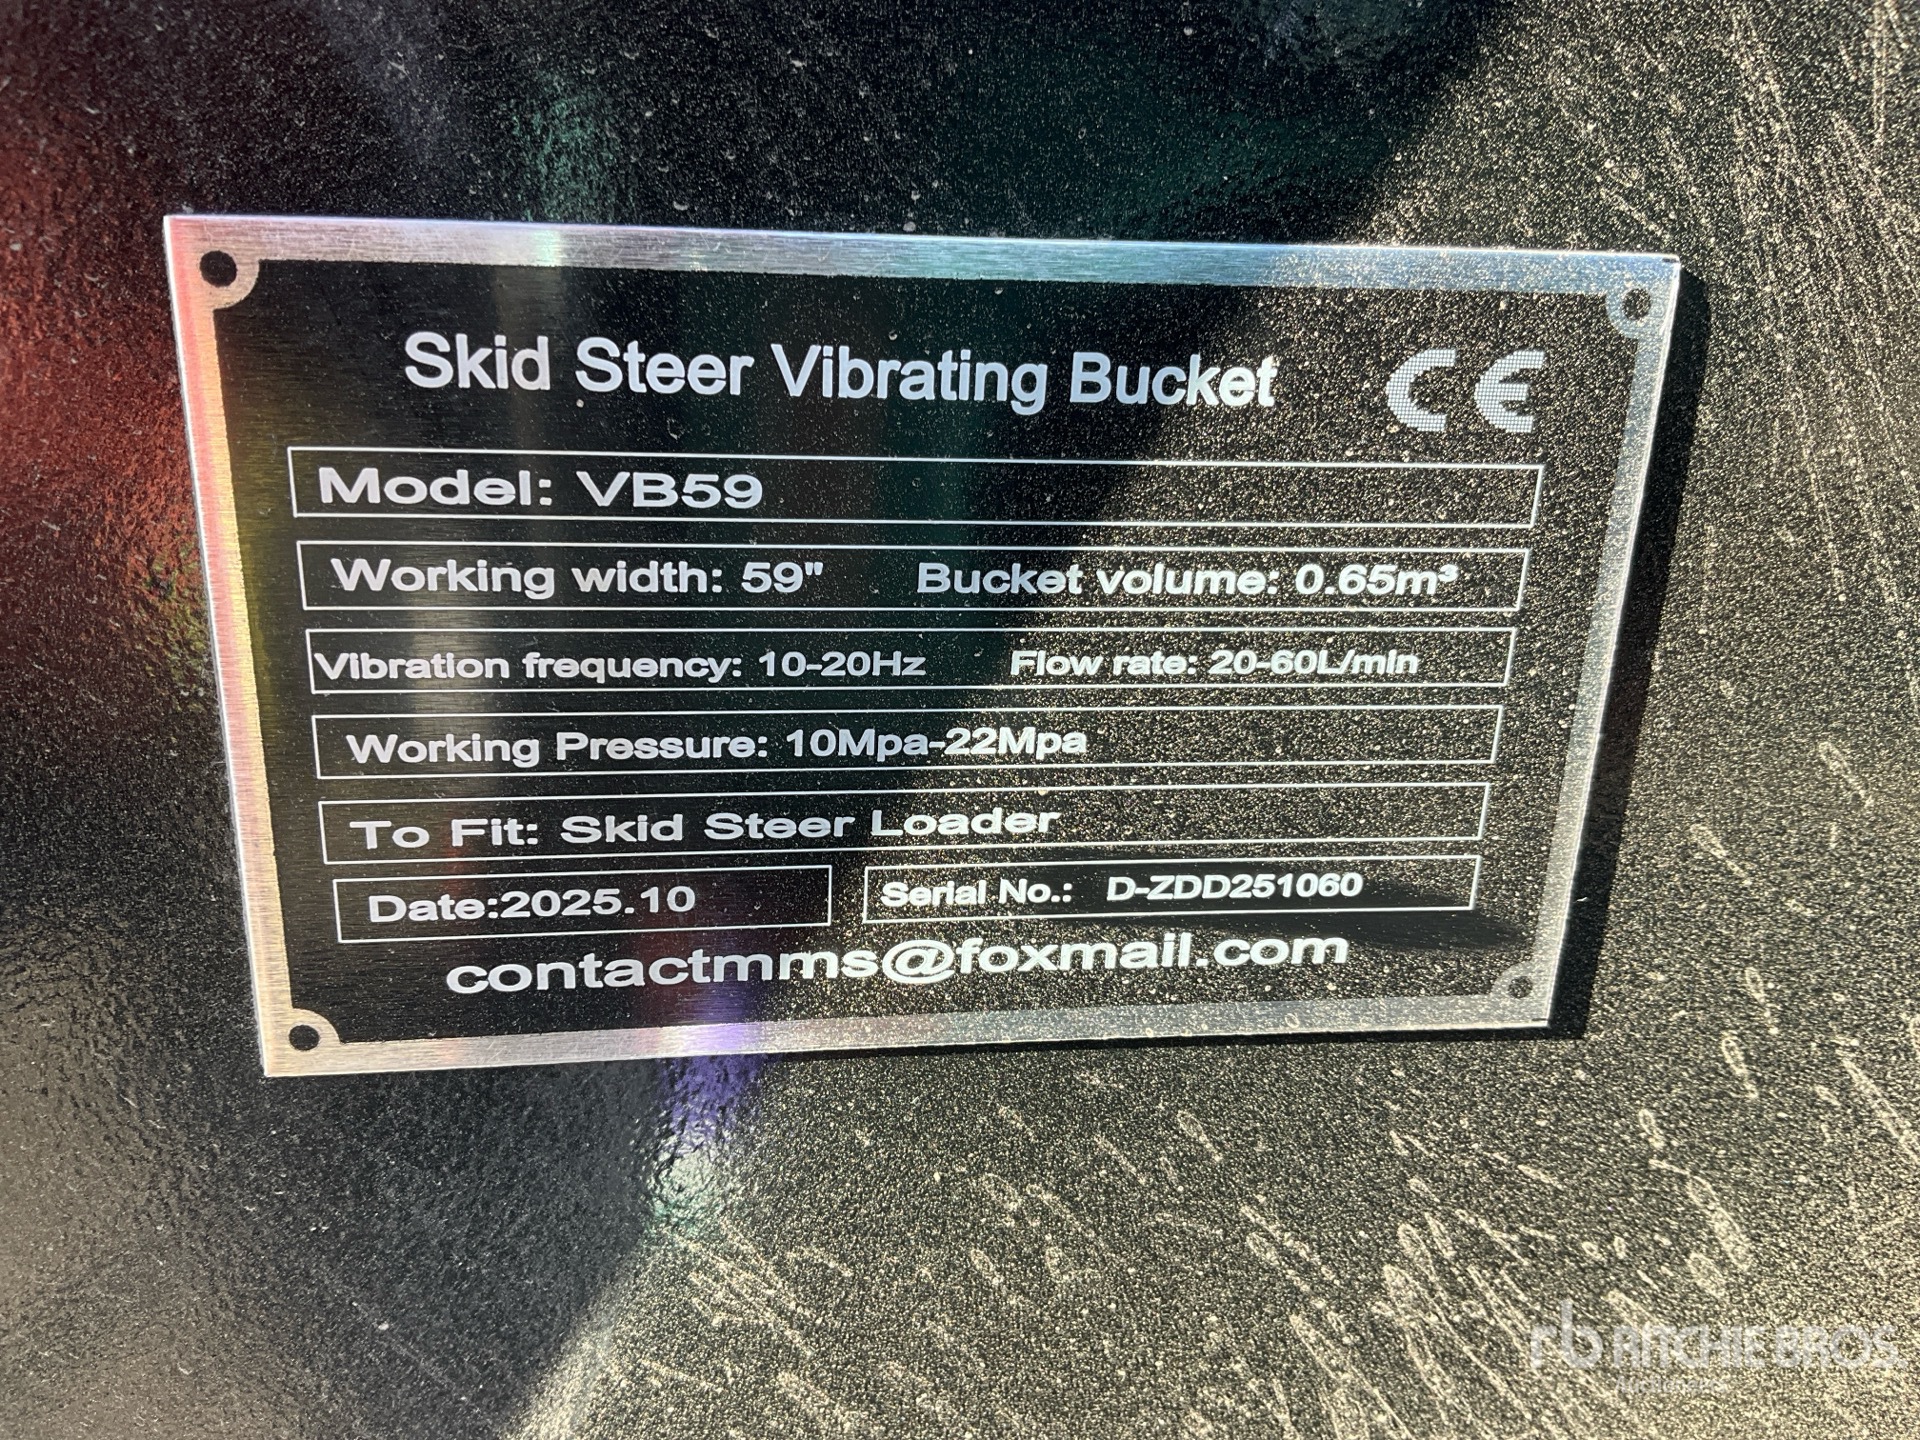 Skid Steer Vibrating Bucket CE
Model: VB59
Working width: 59" Bucket volume: 0.65m³
Vibration frequency: 10-20Hz Flow rate: 20-60L/min
Working Pressure: 10Mpa-22Mpa
To Fit: Skid Steer Loader
Date:2025.10 Serial No.: D-ZDD251060
contactmms@foxmail.com
rb RITCHIE BROS.
Auctioneers